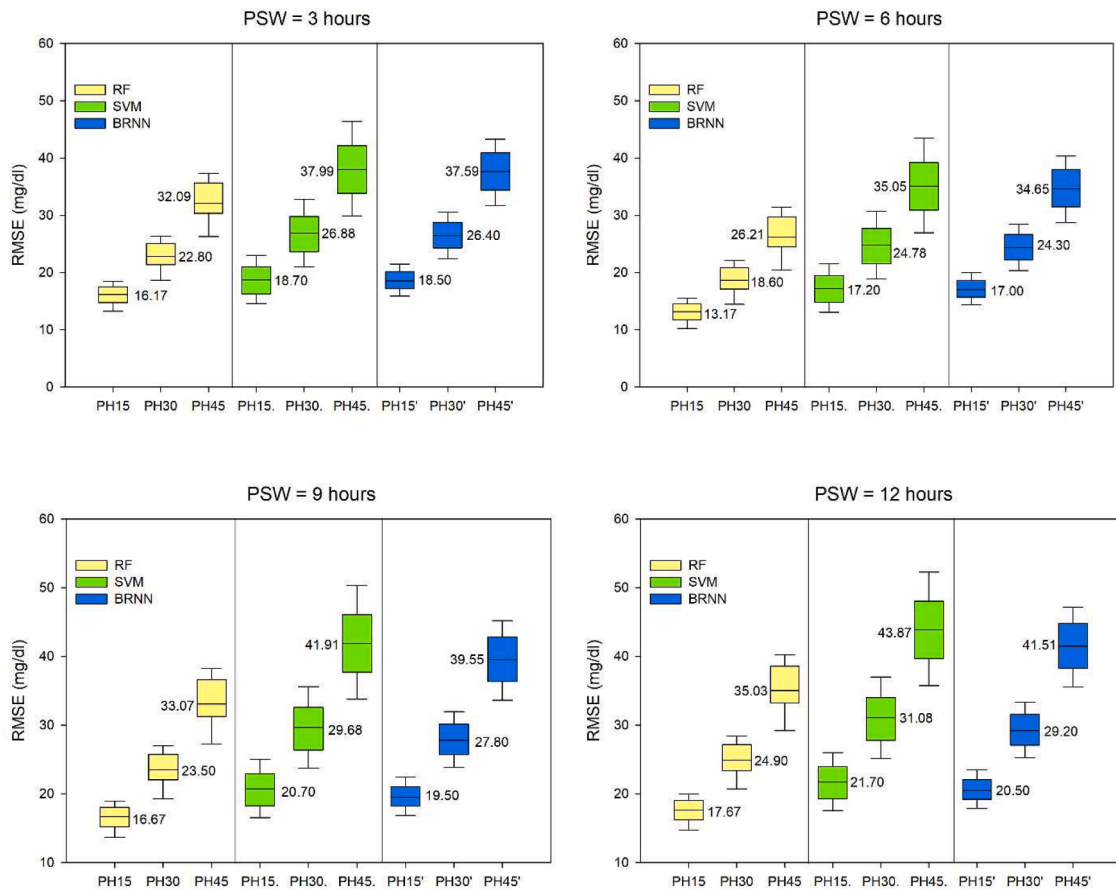 PSW = 3 hours
RMSE (mg/dl)
60
50
40
30
20
10
0
RF
SVM
BRNN
16.17
22.80
32.09
18.70
26.88
37.99
18.50
26.40
37.59
PH15 PH30 PH45 PH15. PH30. PH45. PH15' PH30' PH45'
PSW = 6 hours
RMSE (mg/dl)
60
50
40
30
20
10
0
RF
SVM
BRNN
13.17
18.60
26.21
17.20
24.78
35.05
17.00
24.30
34.65
PH15 PH30 PH45 PH15. PH30. PH45. PH15' PH30' PH45'
PSW = 9 hours
RMSE (mg/dl)
60
50
40
30
20
10
RF
SVM
BRNN
16.67
23.50
33.07
20.70
29.68
41.91
19.50
27.80
39.55
PH15 PH30 PH45 PH15. PH30. PH45. PH15' PH30' PH45'
PSW = 12 hours
RMSE (mg/dl)
60
50
40
30
20
10
RF
SVM
BRNN
17.67
24.90
35.03
21.70
31.08
43.87
20.50
29.20
41.51
PH15 PH30 PH45 PH15. PH30. PH45. PH15' PH30' PH45'